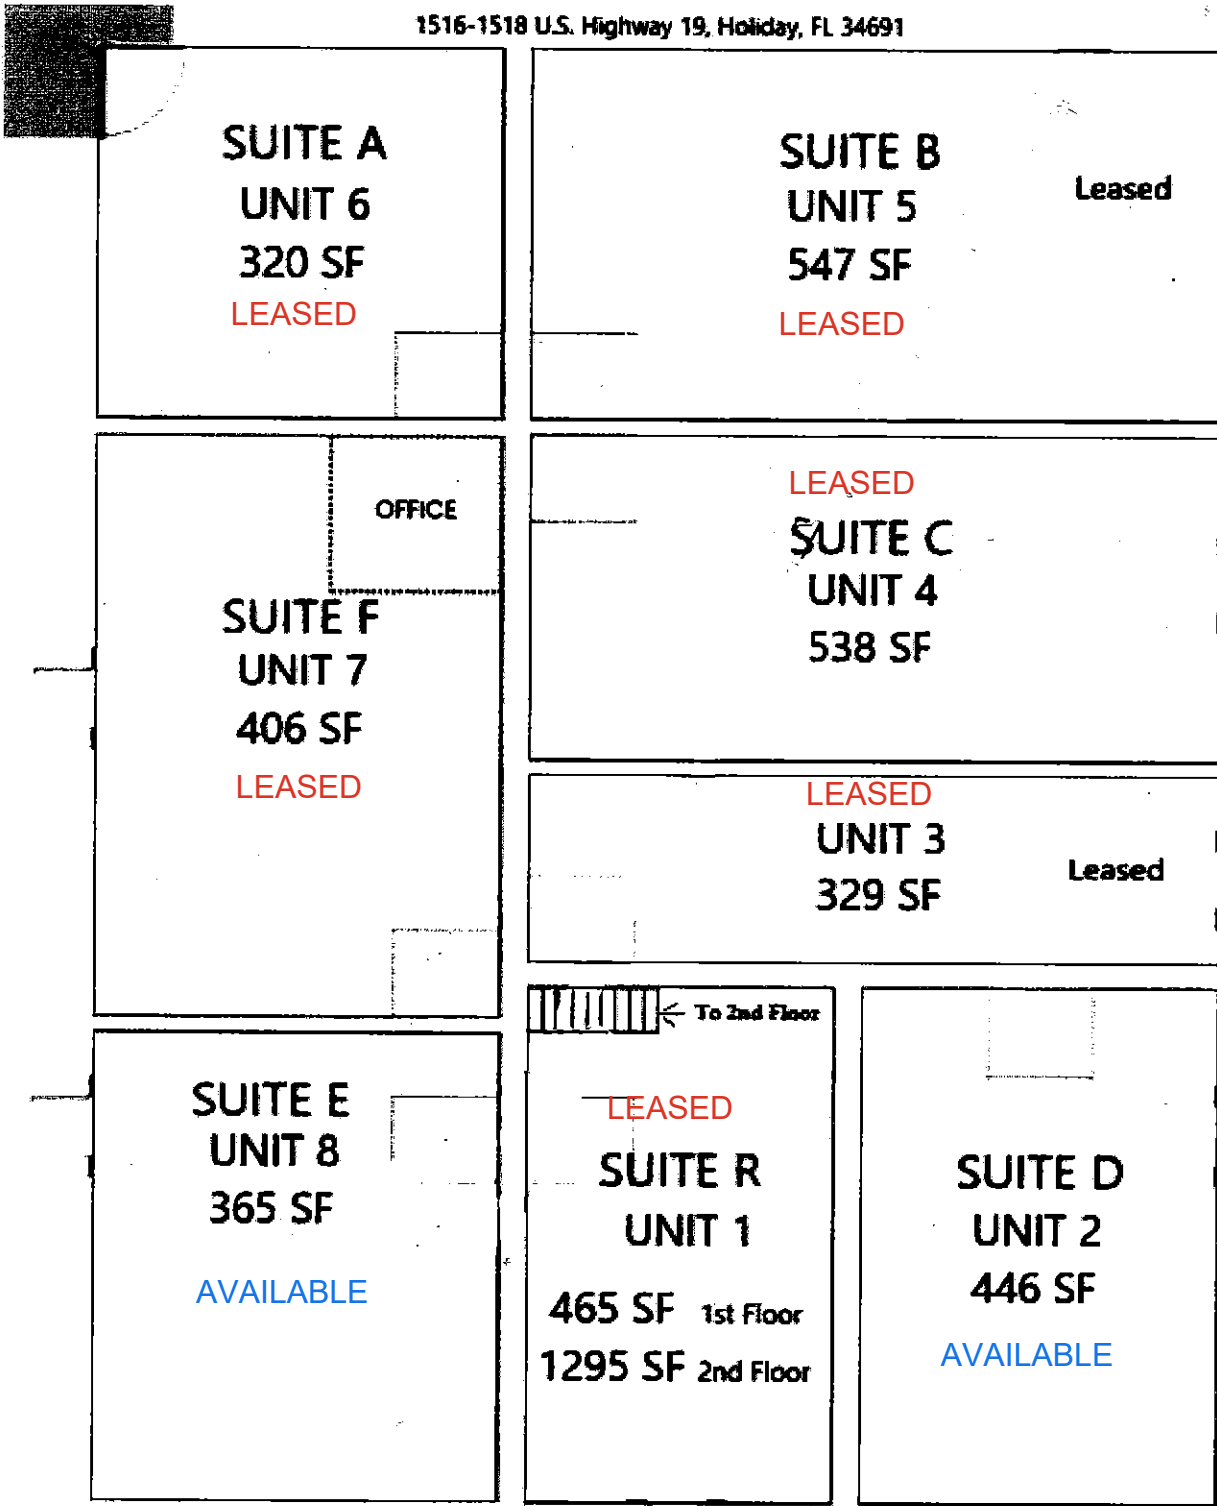 1516-1518 U.S. Highway 19, Holiday, FL 34691
SUITE A
UNIT 6
320 SF
LEASED
SUITE B
UNIT 5
547 SF
LEASED
Leased
OFFICE
SUITE F
UNIT 7
406 SF
LEASED
LEASED
SUITE C
UNIT 4
538 SF
LEASED
UNIT 3
329 SF
Leased
SUITE E
UNIT 8
365 SF
AVAILABLE
To 2nd Floor
LEASED
SUITE R
UNIT 1
465 SF 1st Floor
1295 SF 2nd Floor
SUITE D
UNIT 2
446 SF
AVAILABLE